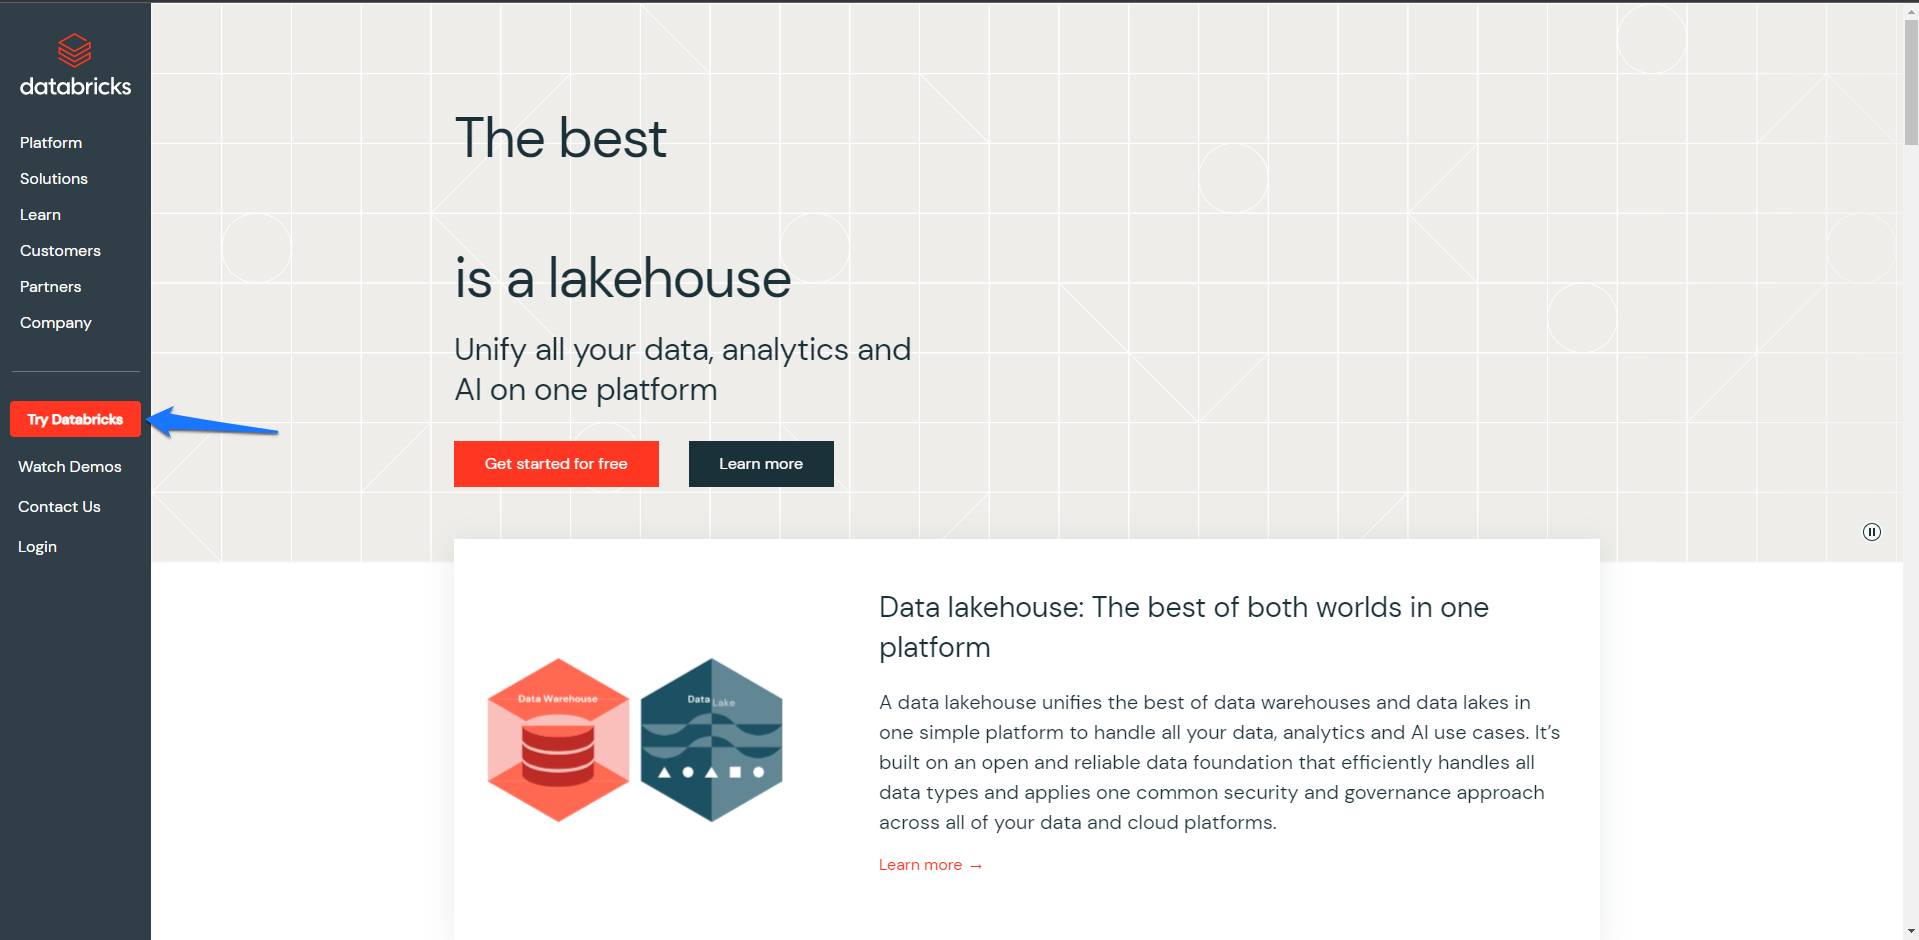 databricks
Platform
Solutions
Learn
Customers
Partners
Company
Try Databricks
Watch Demos
Contact Us
Login
The best
is a lakehouse
Unify all your data, analytics and
AI on one platform
Get started for free
Learn more
Data Warehouse
Data Lake
Data lakehouse: The best of both worlds in one
platform
A data lakehouse unifies the best of data warehouses and data lakes in
one simple platform to handle all your data, analytics and AI use cases. It’s
built on an open and reliable data foundation that efficiently handles all
data types and applies one common security and governance approach
across all of your data and cloud platforms.
Learn more →